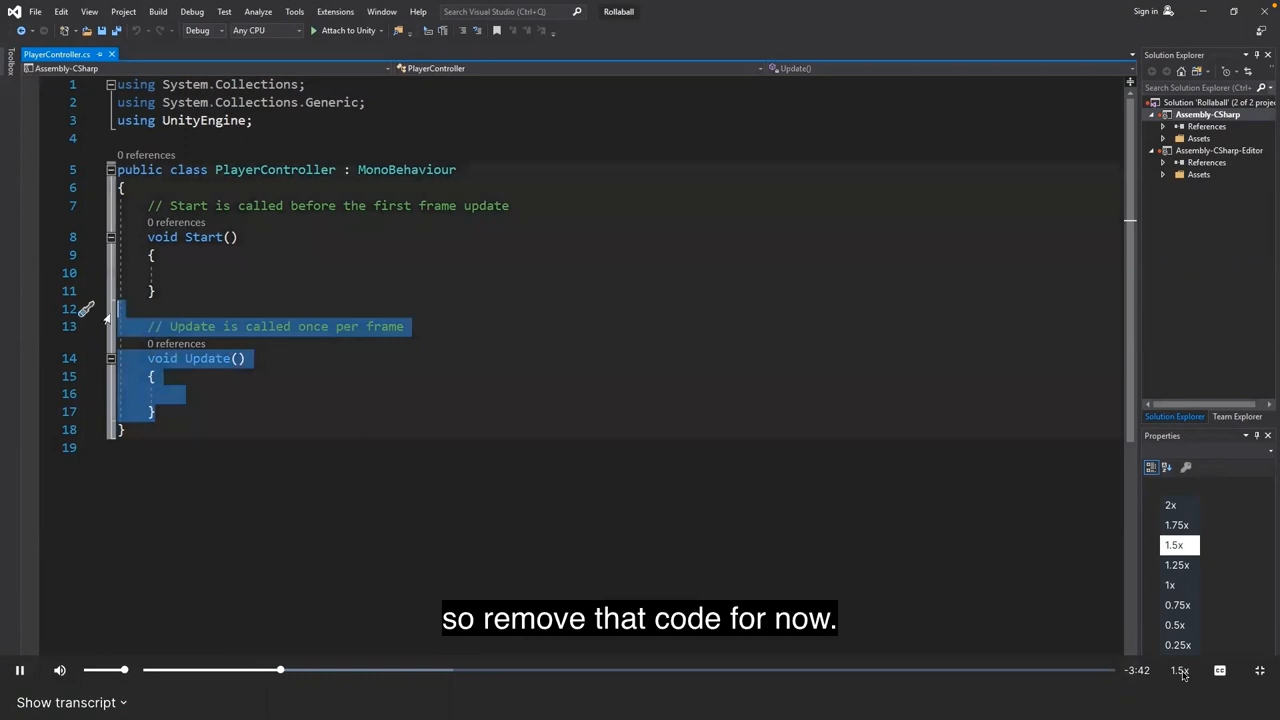 File Edit View Project Build Debug Test Analyze Tools Extensions Window Help Search Visual Studio (Ctrl+Q) Rollaball Sign in
Debug Any CPU Attach to Unity
Toolbox
PlayerController.cs
Assembly-CSharp PlayerController Update()
1 using System.Collections;
2 using System.Collections.Generic;
3 using UnityEngine;
4
0 references
5 public class PlayerController : MonoBehaviour
6 {
7 // Start is called before the first frame update
0 references
8 void Start()
9 {
10
11 }
12
13 // Update is called once per frame
0 references
14 void Update()
15 {
16
17 }
18 }
19
Solution Explorer
Search Solution Explorer (Ctrl+
Solution 'Rollaball' (2 of 2 projec
Assembly-CSharp
References
Assets
Assembly-CSharp-Editor
References
Assets
Solution Explorer Team Explorer
Properties
2x
1.75x
1.5x
1.25x
1x
0.75x
0.5x
0.25x
so remove that code for now.
-3:42 1.5x CC
Show transcript